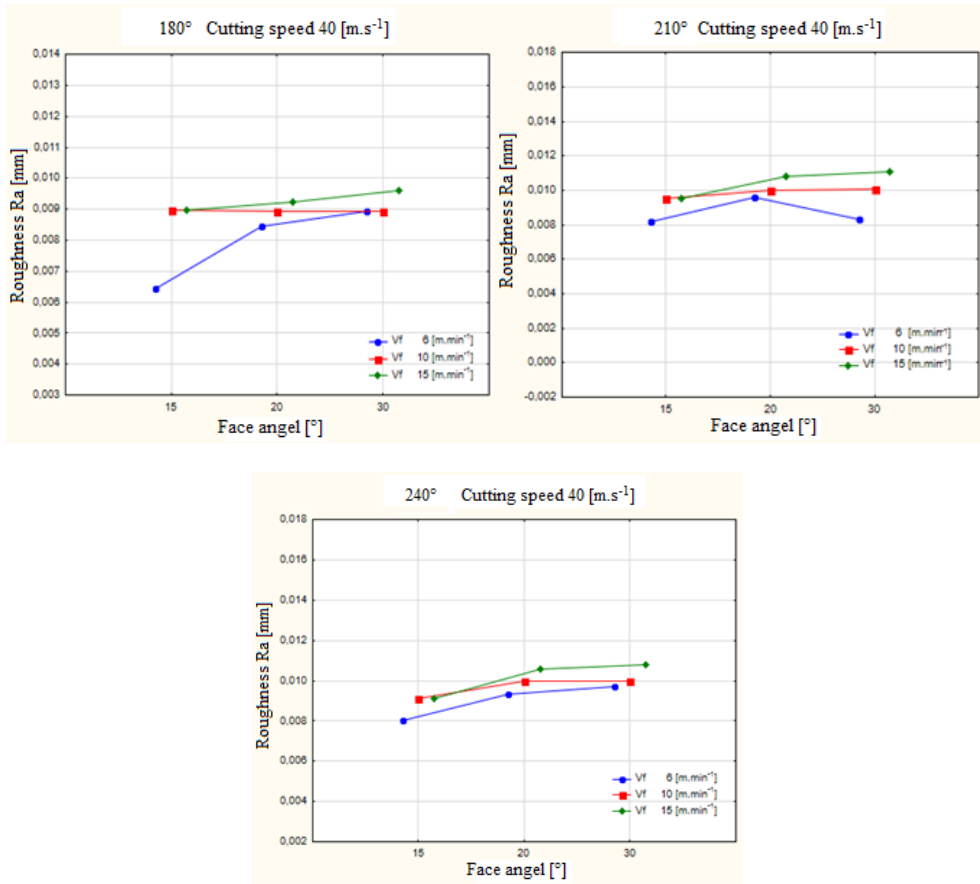 180° Cutting speed 40 [m.s⁻¹]
0,014
0,013
0,012
0,011
0,010
0,009
0,008
0,007
0,006
0,005
0,004
0,003
Roughness Ra [mm]
Vf 6 [m.min⁻¹]
Vf 10 [m.min⁻¹]
Vf 15 [m.min⁻¹]
15 20 30
Face angel [°]
210° Cutting speed 40 [m.s⁻¹]
0,018
0,016
0,014
0,012
0,010
0,008
0,006
0,004
0,002
0,000
-0,002
Roughness Ra [mm]
Vf 6 [m.min⁻¹]
Vf 10 [m.min⁻¹]
Vf 15 [m.min⁻¹]
15 20 30
Face angel [°]
240° Cutting speed 40 [m.s⁻¹]
0,018
0,016
0,014
0,012
0,010
0,008
0,006
0,004
0,002
Roughness Ra [mm]
Vf 6 [m.min⁻¹]
Vf 10 [m.min⁻¹]
Vf 15 [m.min⁻¹]
15 20 30
Face angel [°]